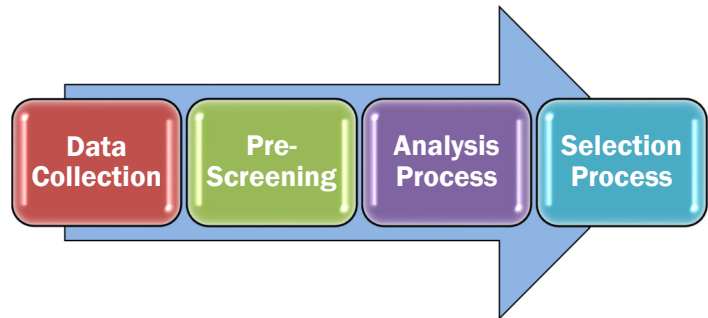 Data
Collection
Pre-
Screening
Analysis
Process
Selection
Process